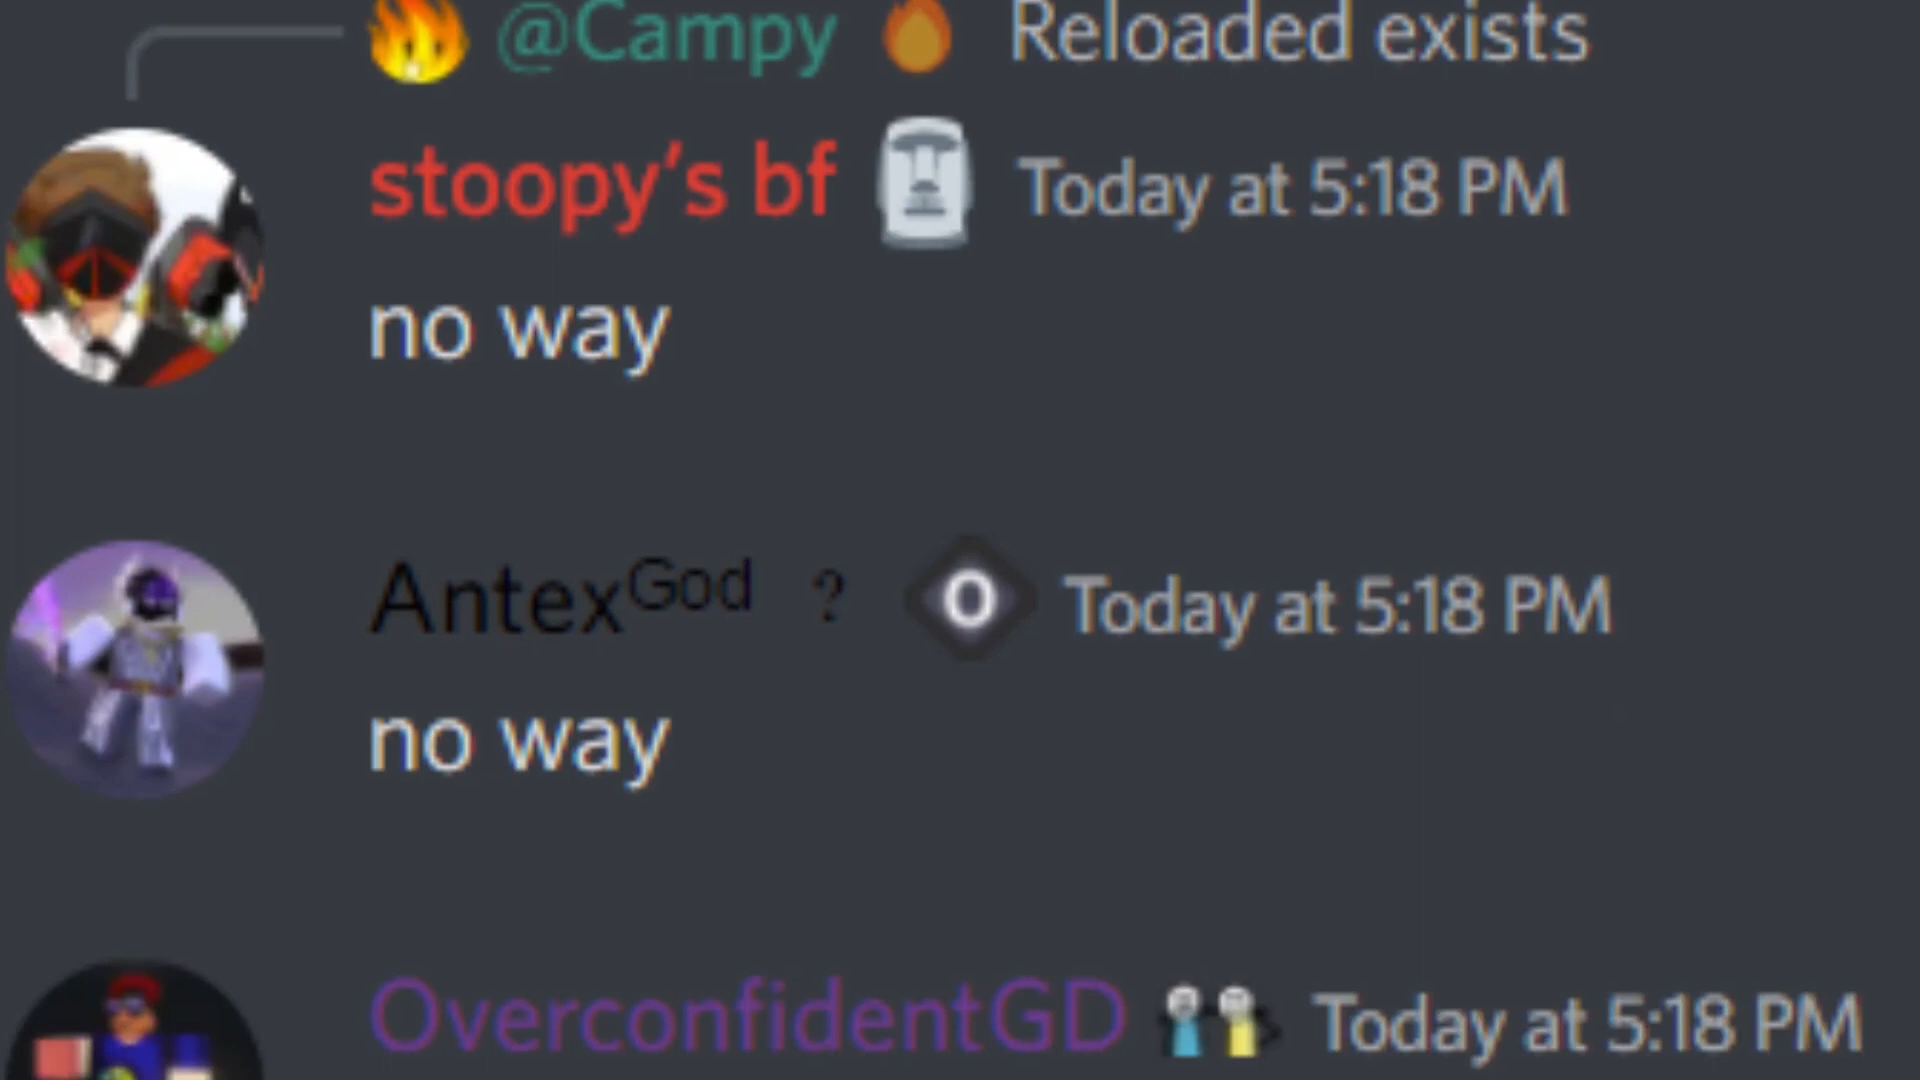 @Campy Reloaded exists
stoopy's bf Today at 5:18 PM
no way
AntexGod ? O Today at 5:18 PM
no way
OverconfidentGD Today at 5:18 PM